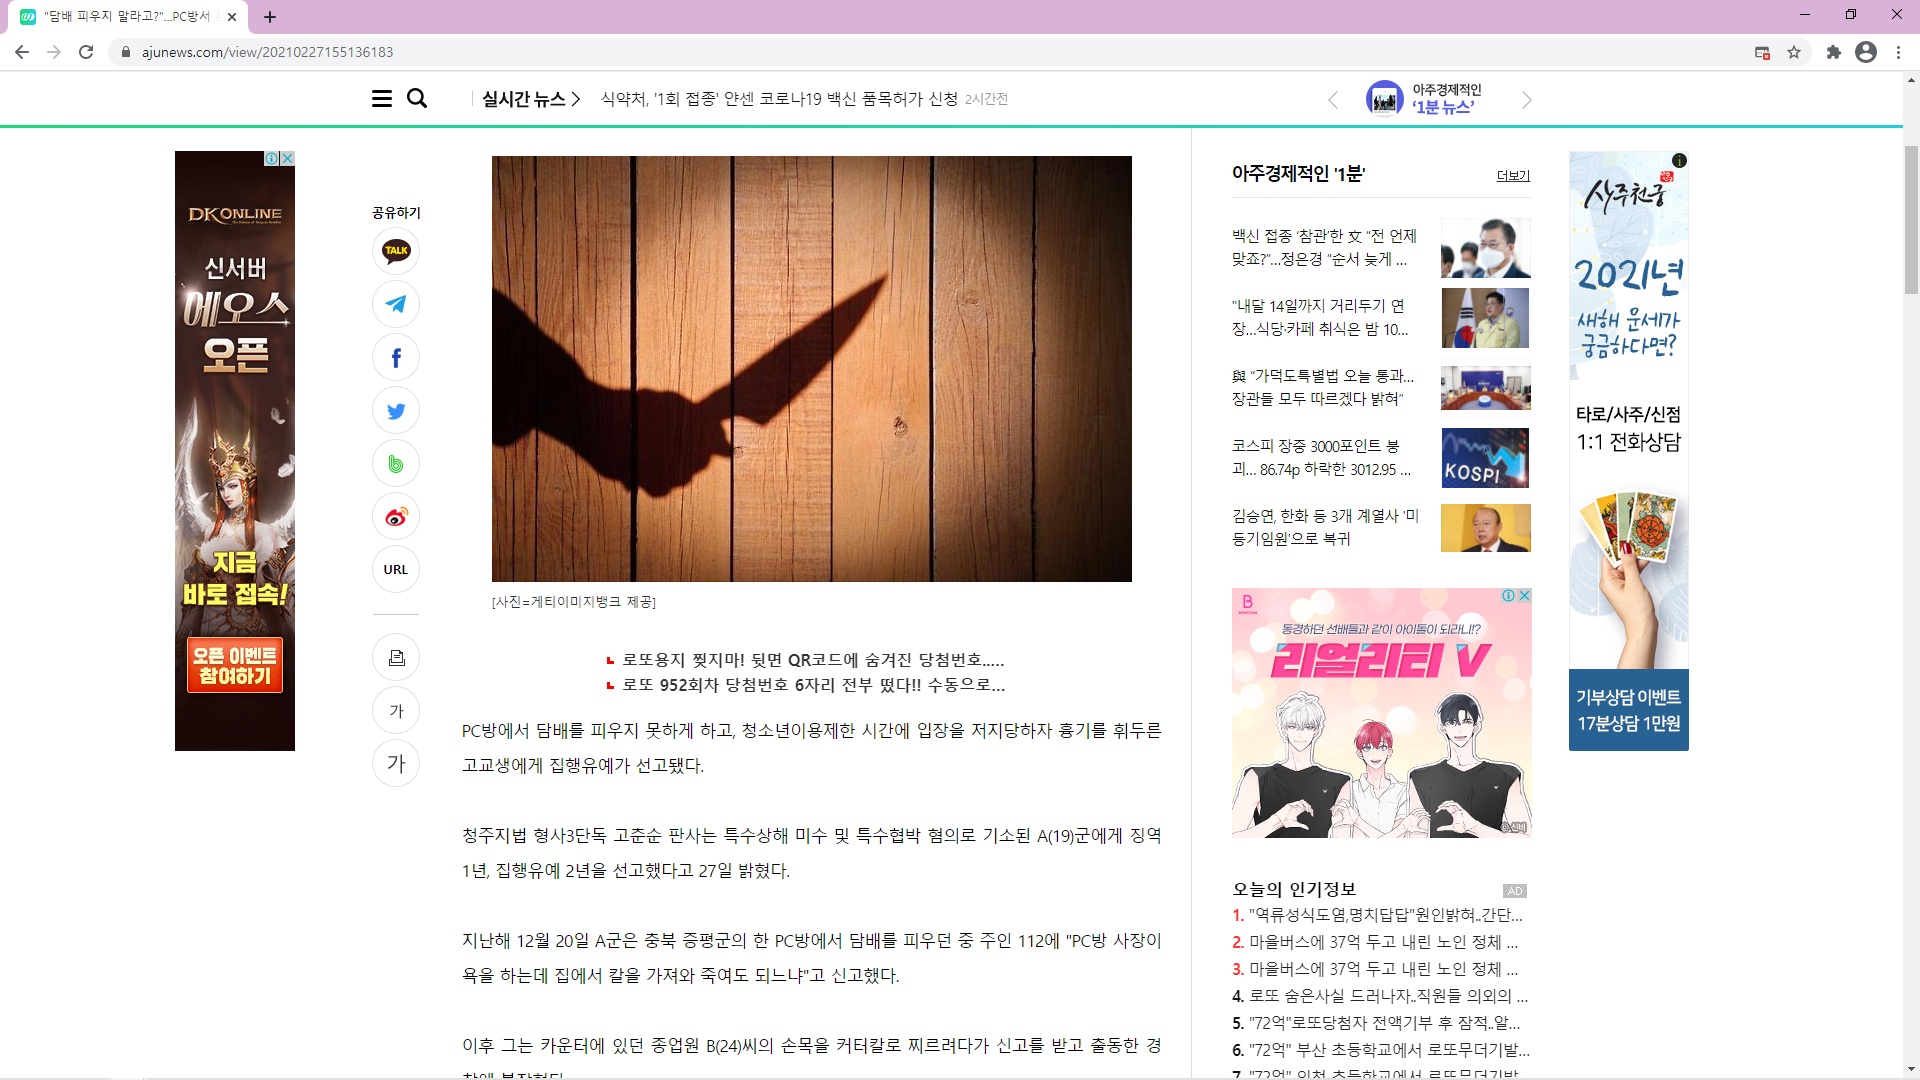 "담배 피우지 말라고?"...PC방서
ajunews.com/view/20210227155136183
실시간 뉴스
식약처, '1회 접종' 얀센 코로나19 백신 품목허가 신청 2시간전
아주경제적인
'1분 뉴스'
DKONLINE
신서버
에오스
오픈
지금
바로 접속!
오픈 이벤트
참여하기
공유하기
TALK
URL
가
가
[사진=게티이미지뱅크 제공]
로또용지 찢지마! 뒷면 QR코드에 숨겨진 당첨번호.....
로또 952회차 당첨번호 6자리 전부 떴다!! 수동으로...
PC방에서 담배를 피우지 못하게 하고, 청소년이용제한 시간에 입장을 저지당하자 흉기를 휘두른
고교생에게 집행유예가 선고됐다.
청주지법 형사3단독 고춘순 판사는 특수상해 미수 및 특수협박 혐의로 기소된 A(19)군에게 징역
1년, 집행유예 2년을 선고했다고 27일 밝혔다.
지난해 12월 20일 A군은 충북 증평군의 한 PC방에서 담배를 피우던 중 주인 112에 "PC방 사장이
욕을 하는데 집에서 칼을 가져와 죽여도 되느냐"고 신고했다.
이후 그는 카운터에 있던 종업원 B(24)씨의 손목을 커터칼로 찌르려다가 신고를 받고 출동한 경
아주경제적인 '1분'
더보기
백신 접종 '참관'한 文 "전 언제
맞죠?"...정은경 "순서 늦게 ...
"내달 14일까지 거리두기 연
장...식당·카페 취식은 밤 10...
與 "가덕도특별법 오늘 통과...
장관들 모두 따르겠다 밝혀"
코스피 장중 3000포인트 붕
괴... 86.74p 하락한 3012.95 ...
KOSPI
김승연, 한화 등 3개 계열사 '미
등기임원'으로 복귀
동경하던 선배들과 같이 아이돌이 되라니!?
리얼리티 V
오늘의 인기정보
AD
1. "역류성식도염,명치답답"원인밝혀..간단...
2. 마을버스에 37억 두고 내린 노인 정체 ...
3. 마을버스에 37억 두고 내린 노인 정체 ...
4. 로또 숨은사실 드러나자..직원들 의외의 ...
5. "72억"로또당첨자 전액기부 후 잠적..알...
6. "72억" 부산 초등학교에서 로또무더기발...
7. "72억" 인천 초등학교에서 로또무더기발...
사주천궁
2021년
새해 운세가
궁금하다면?
타로/사주/신점
1:1 전화상담
기부상담 이벤트
17분상담 1만원